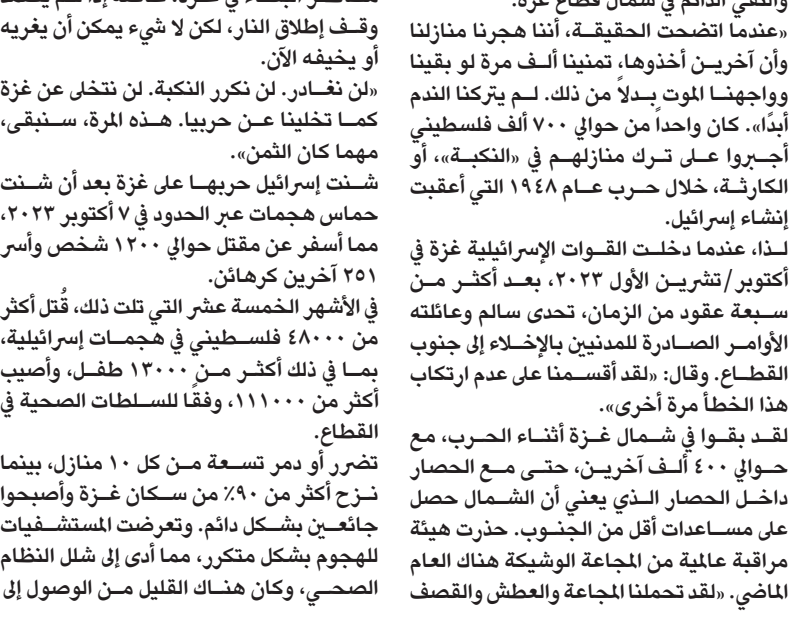 والنفي الدائم في شمال قطاع غزة.
«عندما اتضحت الحقيقة، أننا هجرنا منازلنا
وأن آخرين أخذوها، تمنينا ألف مرة لو بقينا
وواجهنا الموت بدلاً من ذلك. لم يتركنا الندم
أبدًا». كان واحداً من حوالي ٧٠٠ ألف فلسطيني
أجبروا على ترك منازلهم في «النكبة»، أو
الكارثة، خلال حرب عام ١٩٤٨ التي أعقبت
إنشاء إسرائيل.
لذا، عندما دخلت القوات الإسرائيلية غزة في
أكتوبر/تشرين الأول ٢٠٢٣، بعد أكثر من
سبعة عقود من الزمان، تحدى سالم وعائلته
الأوامر الصادرة للمدنيين بالإخلاء إلى جنوب
القطاع. وقال: «لقد أقسمنا على عدم ارتكاب
هذا الخطأ مرة أخرى».
لقد بقوا في شمال غزة أثناء الحرب، مع
حوالي ٤٠٠ ألف آخرين، حتى مع الحصار
داخل الحصار الذي يعني أن الشمال حصل
على مساعدات أقل من الجنوب. حذرت هيئة
مراقبة عالمية من المجاعة الوشيكة هناك العام
الماضي. «لقد تحملنا المجاعة والعطش والقصف
وقف إطلاق النار، لكن لا شيء يمكن أن يغريه
أو يخيفه الآن.
«لن نغادر. لن نكرر النكبة. لن نتخلى عن غزة
كما تخلينا عن حربيا. هذه المرة، سنبقى،
مهما كان الثمن».
شنت إسرائيل حربها على غزة بعد أن شنت
حماس هجمات عبر الحدود في ٧ أكتوبر ٢٠٢٣،
مما أسفر عن مقتل حوالي ١٢٠٠ شخص وأسر
٢٥١ آخرين كرهائن.
في الأشهر الخمسة عشر التي تلت ذلك، قُتل أكثر
من ٤٨٠٠٠ فلسطيني في هجمات إسرائيلية،
بما في ذلك أكثر من ١٣٠٠٠ طفل، وأصيب
أكثر من ١١١٠٠٠، وفقًا للسلطات الصحية في
القطاع.
تضرر أو دمر تسعة من كل ١٠ منازل، بينما
نزح أكثر من ٩٠٪ من سكان غزة وأصبحوا
جائعين بشكل دائم. وتعرضت المستشفيات
للهجوم بشكل متكرر، مما أدى إلى شلل النظام
الصحي، وكان هناك القليل من الوصول إلى